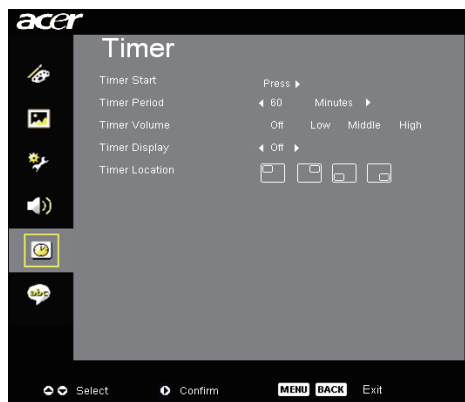 acer
Timer
Timer Start Press
Timer Period 60 Minutes
Timer Volume Off Low Middle High
Timer Display Off
Timer Location
abc
Select Confirm MENU BACK Exit